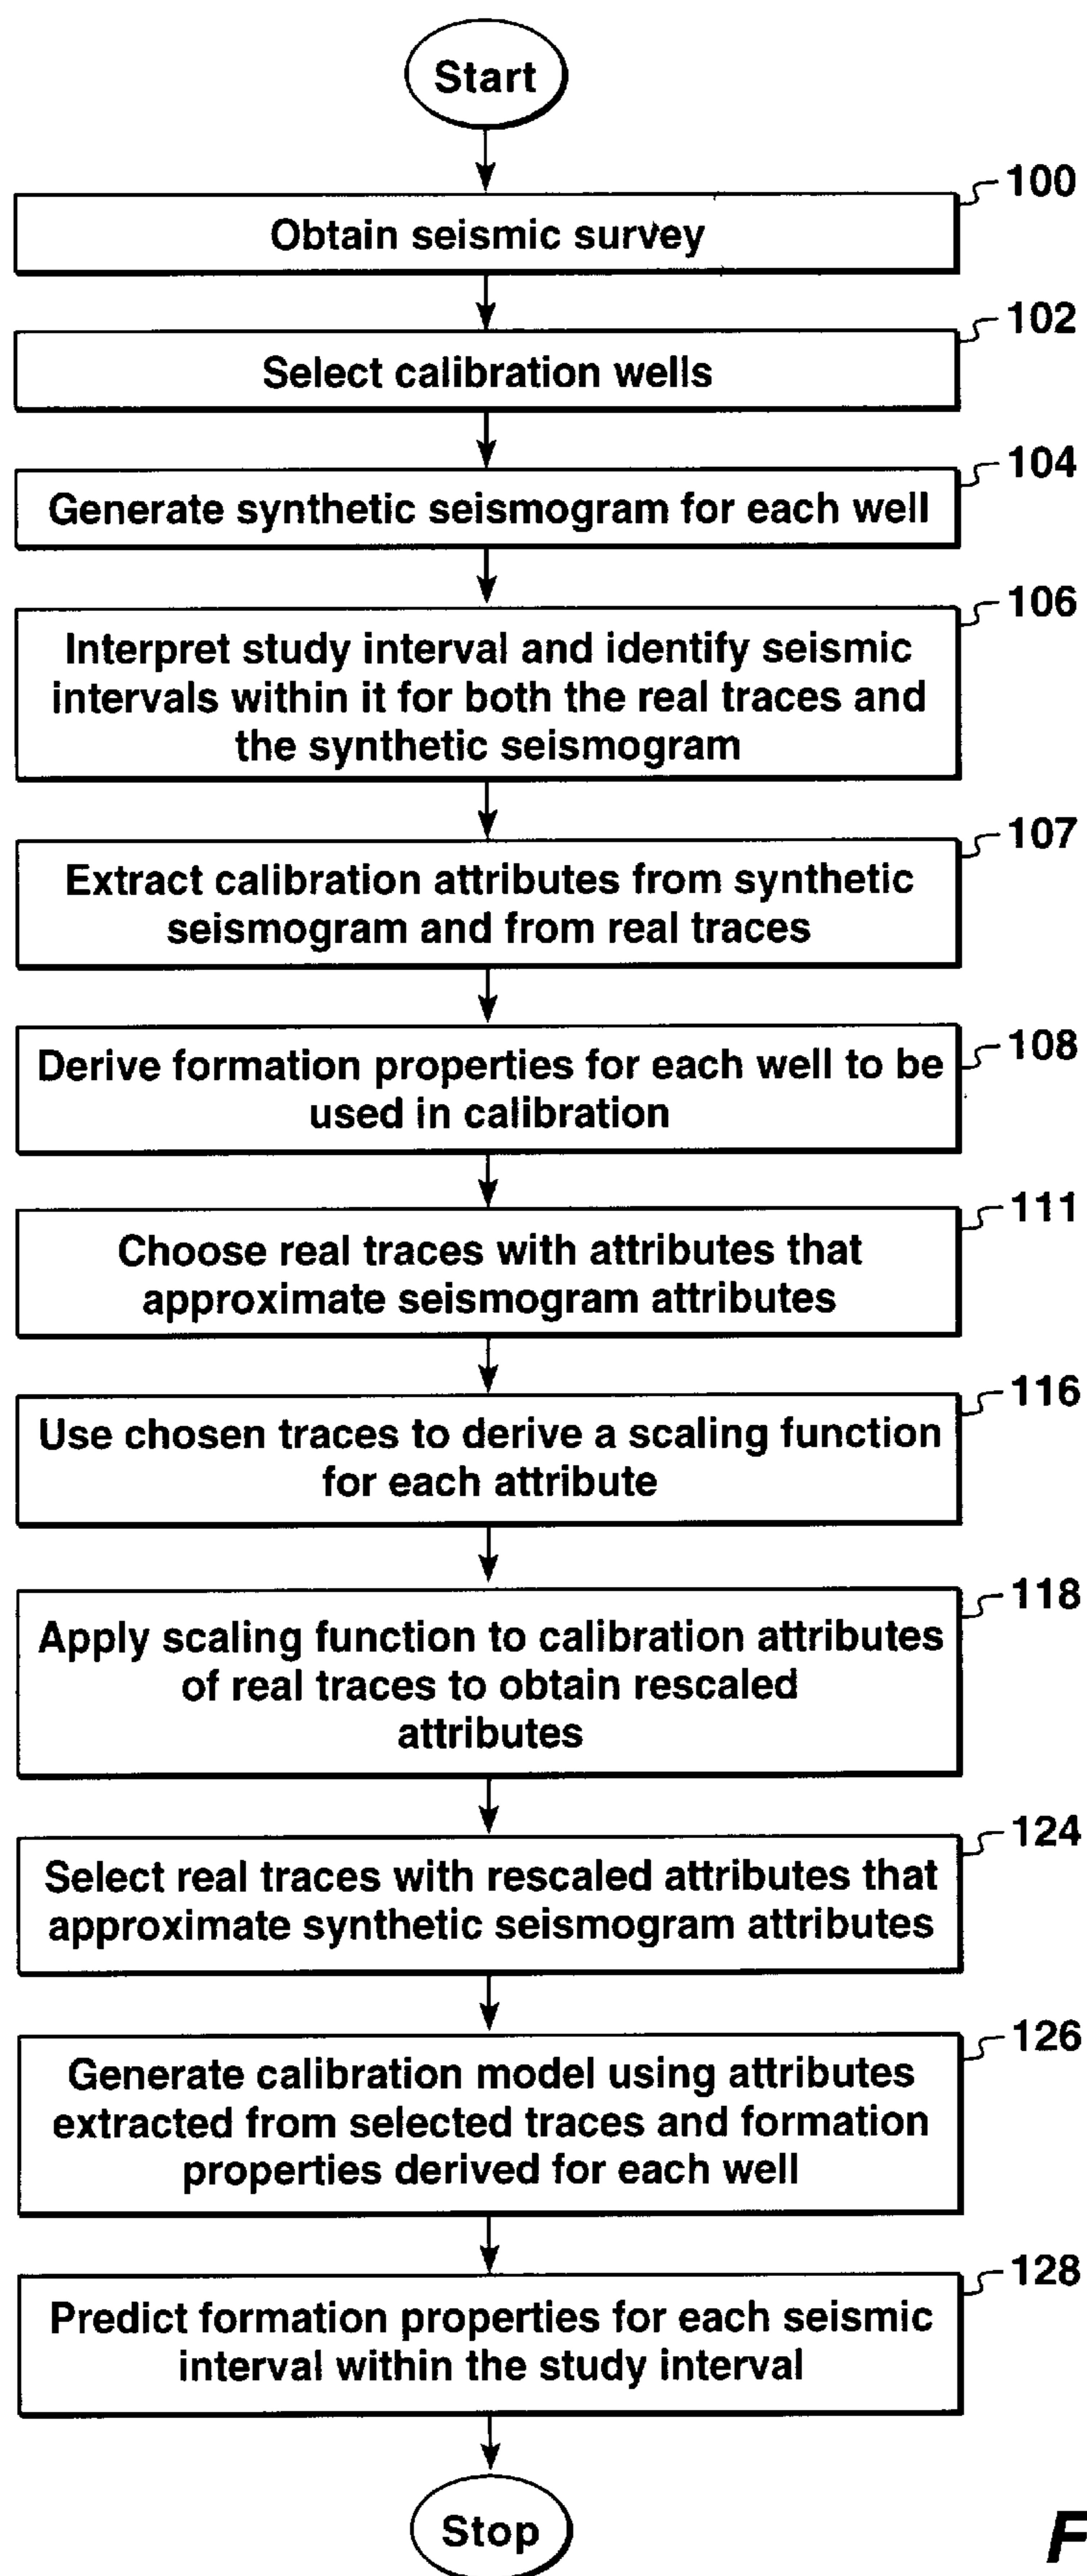 Start
100
Obtain seismic survey
102
Select calibration wells
104
Generate synthetic seismogram for each well
106
Interpret study interval and identify seismic
intervals within it for both the real traces and
the synthetic seismogram
107
Extract calibration attributes from synthetic
seismogram and from real traces
108
Derive formation properties for each well to be
used in calibration
111
Choose real traces with attributes that
approximate seismogram attributes
116
Use chosen traces to derive a scaling function
for each attribute
118
Apply scaling function to calibration attributes
of real traces to obtain rescaled
attributes
124
Select real traces with rescaled attributes that
approximate synthetic seismogram attributes
126
Generate calibration model using attributes
extracted from selected traces and formation
properties derived for each well
128
Predict formation properties for each seismic
interval within the study interval
Stop
F